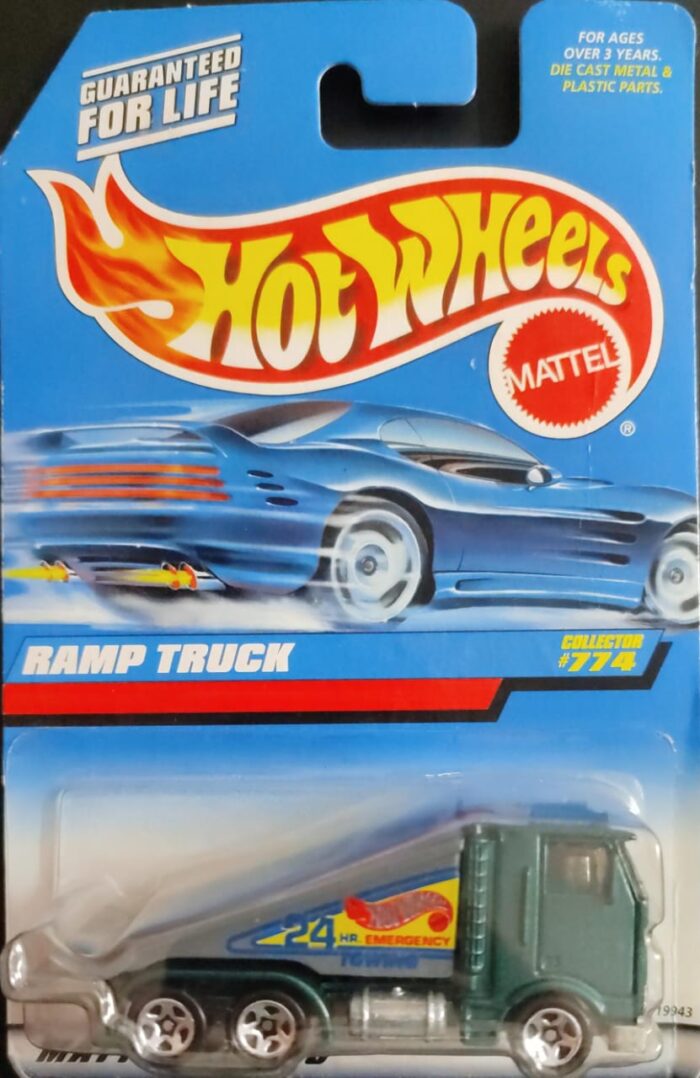 GUARANTEED
FOR LIFE
FOR AGES
OVER 3 YEARS.
DIE CAST METAL &
PLASTIC PARTS.
Hot Wheels
MATTEL
®
RAMP TRUCK
COLLECTOR
#774
Hot Wheels
24 HR. EMERGENCY
TOWING
19943